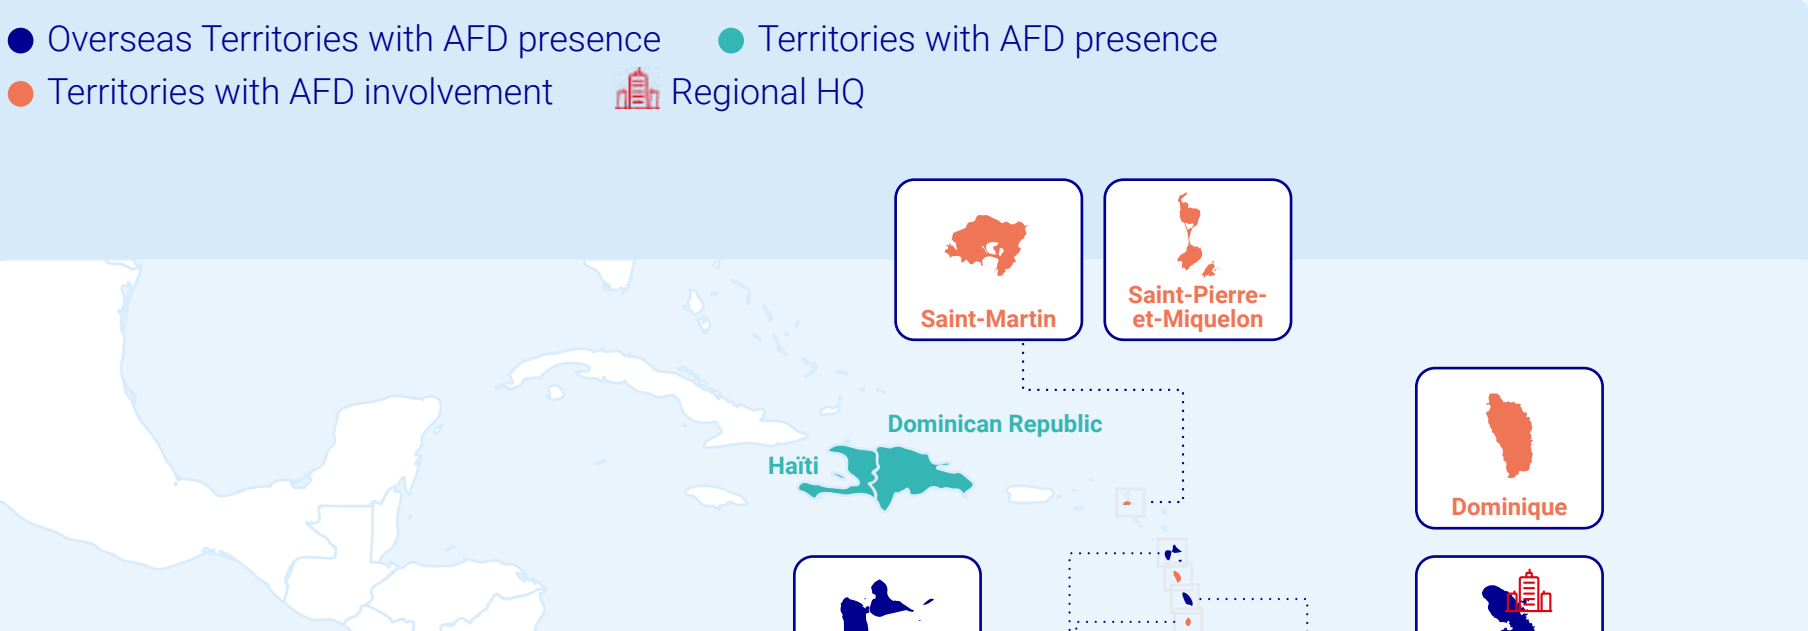 Overseas Territories with AFD presence
Territories with AFD presence
Territories with AFD involvement
Regional HQ
Saint-Martin
Saint-Pierre-
et-Miquelon
Dominican Republic
Haïti
Dominique